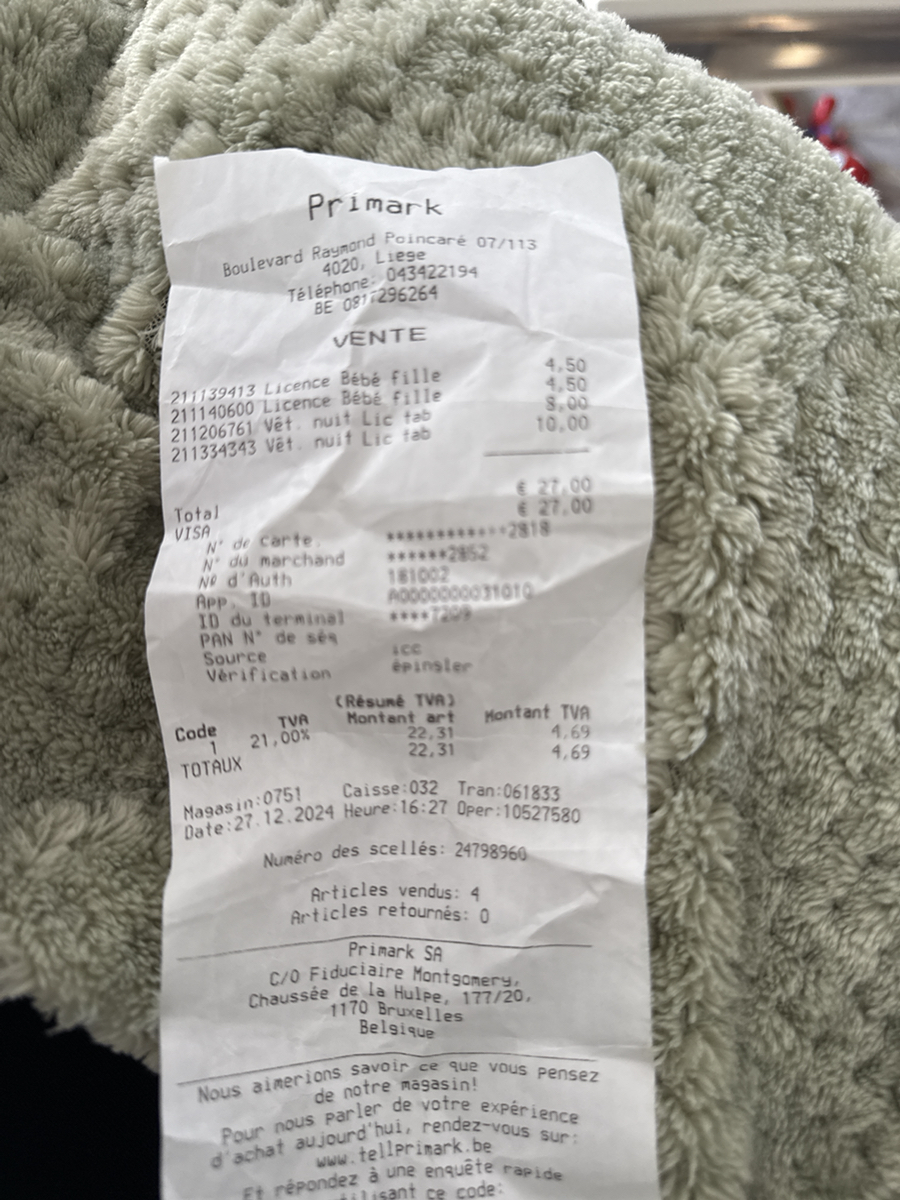 Primark
Boulevard Raymond Poincaré 07/113
4020, Liege
Téléphone: 043422194
BE 0817296264
VENTE
211139413 Licence Bébé fille 4,50
211140600 Licence Bébé fille 4,50
211206761 Vêt. nuit Lic tab 8,00
211334343 Vêt. nuit Lic tab 10,00
Total € 27,00
VISA € 27,00
N° de carte. ************2818
N° du marchand ******2852
Nº d'Auth 181002
App. ID A0000000031010
ID du terminal ****7209
PAN N° de séq
Source icc
Vérification épinsler
(Résumé TVA)
Code TVA Montant art Montant TVA
1 21,00% 22,31 4,69
TOTAUX 22,31 4,69
Magasin:0751 Caisse:032 Tran:061833
Date:27.12.2024 Heure:16:27 Oper:10527580
Numéro des scellés: 24798960
Articles vendus: 4
Articles retournés: 0
Primark SA
C/O Fiduciaire Montgomery,
Chaussée de la Hulpe, 177/20,
1170 Bruxelles
Belgique
Nous aimerions savoir ce que vous pensez
de notre magasin!
Pour nous parler de votre expérience
d'achat aujourd'hui, rendez-vous sur:
www.tellprimark.be
Et répondez à une enquête rapide
ce code: